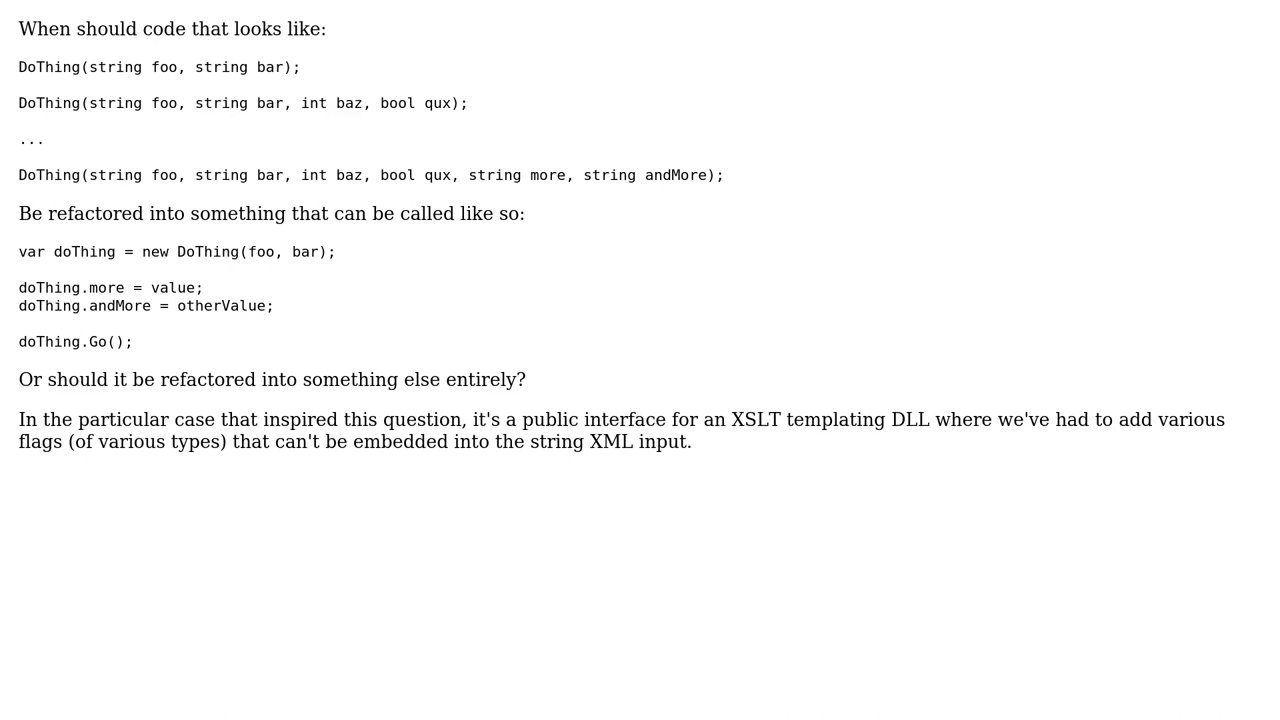 When should code that looks like:
DoThing(string foo, string bar);
DoThing(string foo, string bar, int baz, bool qux);
...
DoThing(string foo, string bar, int baz, bool qux, string more, string andMore);
Be refactored into something that can be called like so:
var doThing = new DoThing(foo, bar);
doThing.more = value;
doThing.andMore = otherValue;
doThing.Go();
Or should it be refactored into something else entirely?
In the particular case that inspired this question, it's a public interface for an XSLT templating DLL where we've had to add various
flags (of various types) that can't be embedded into the string XML input.